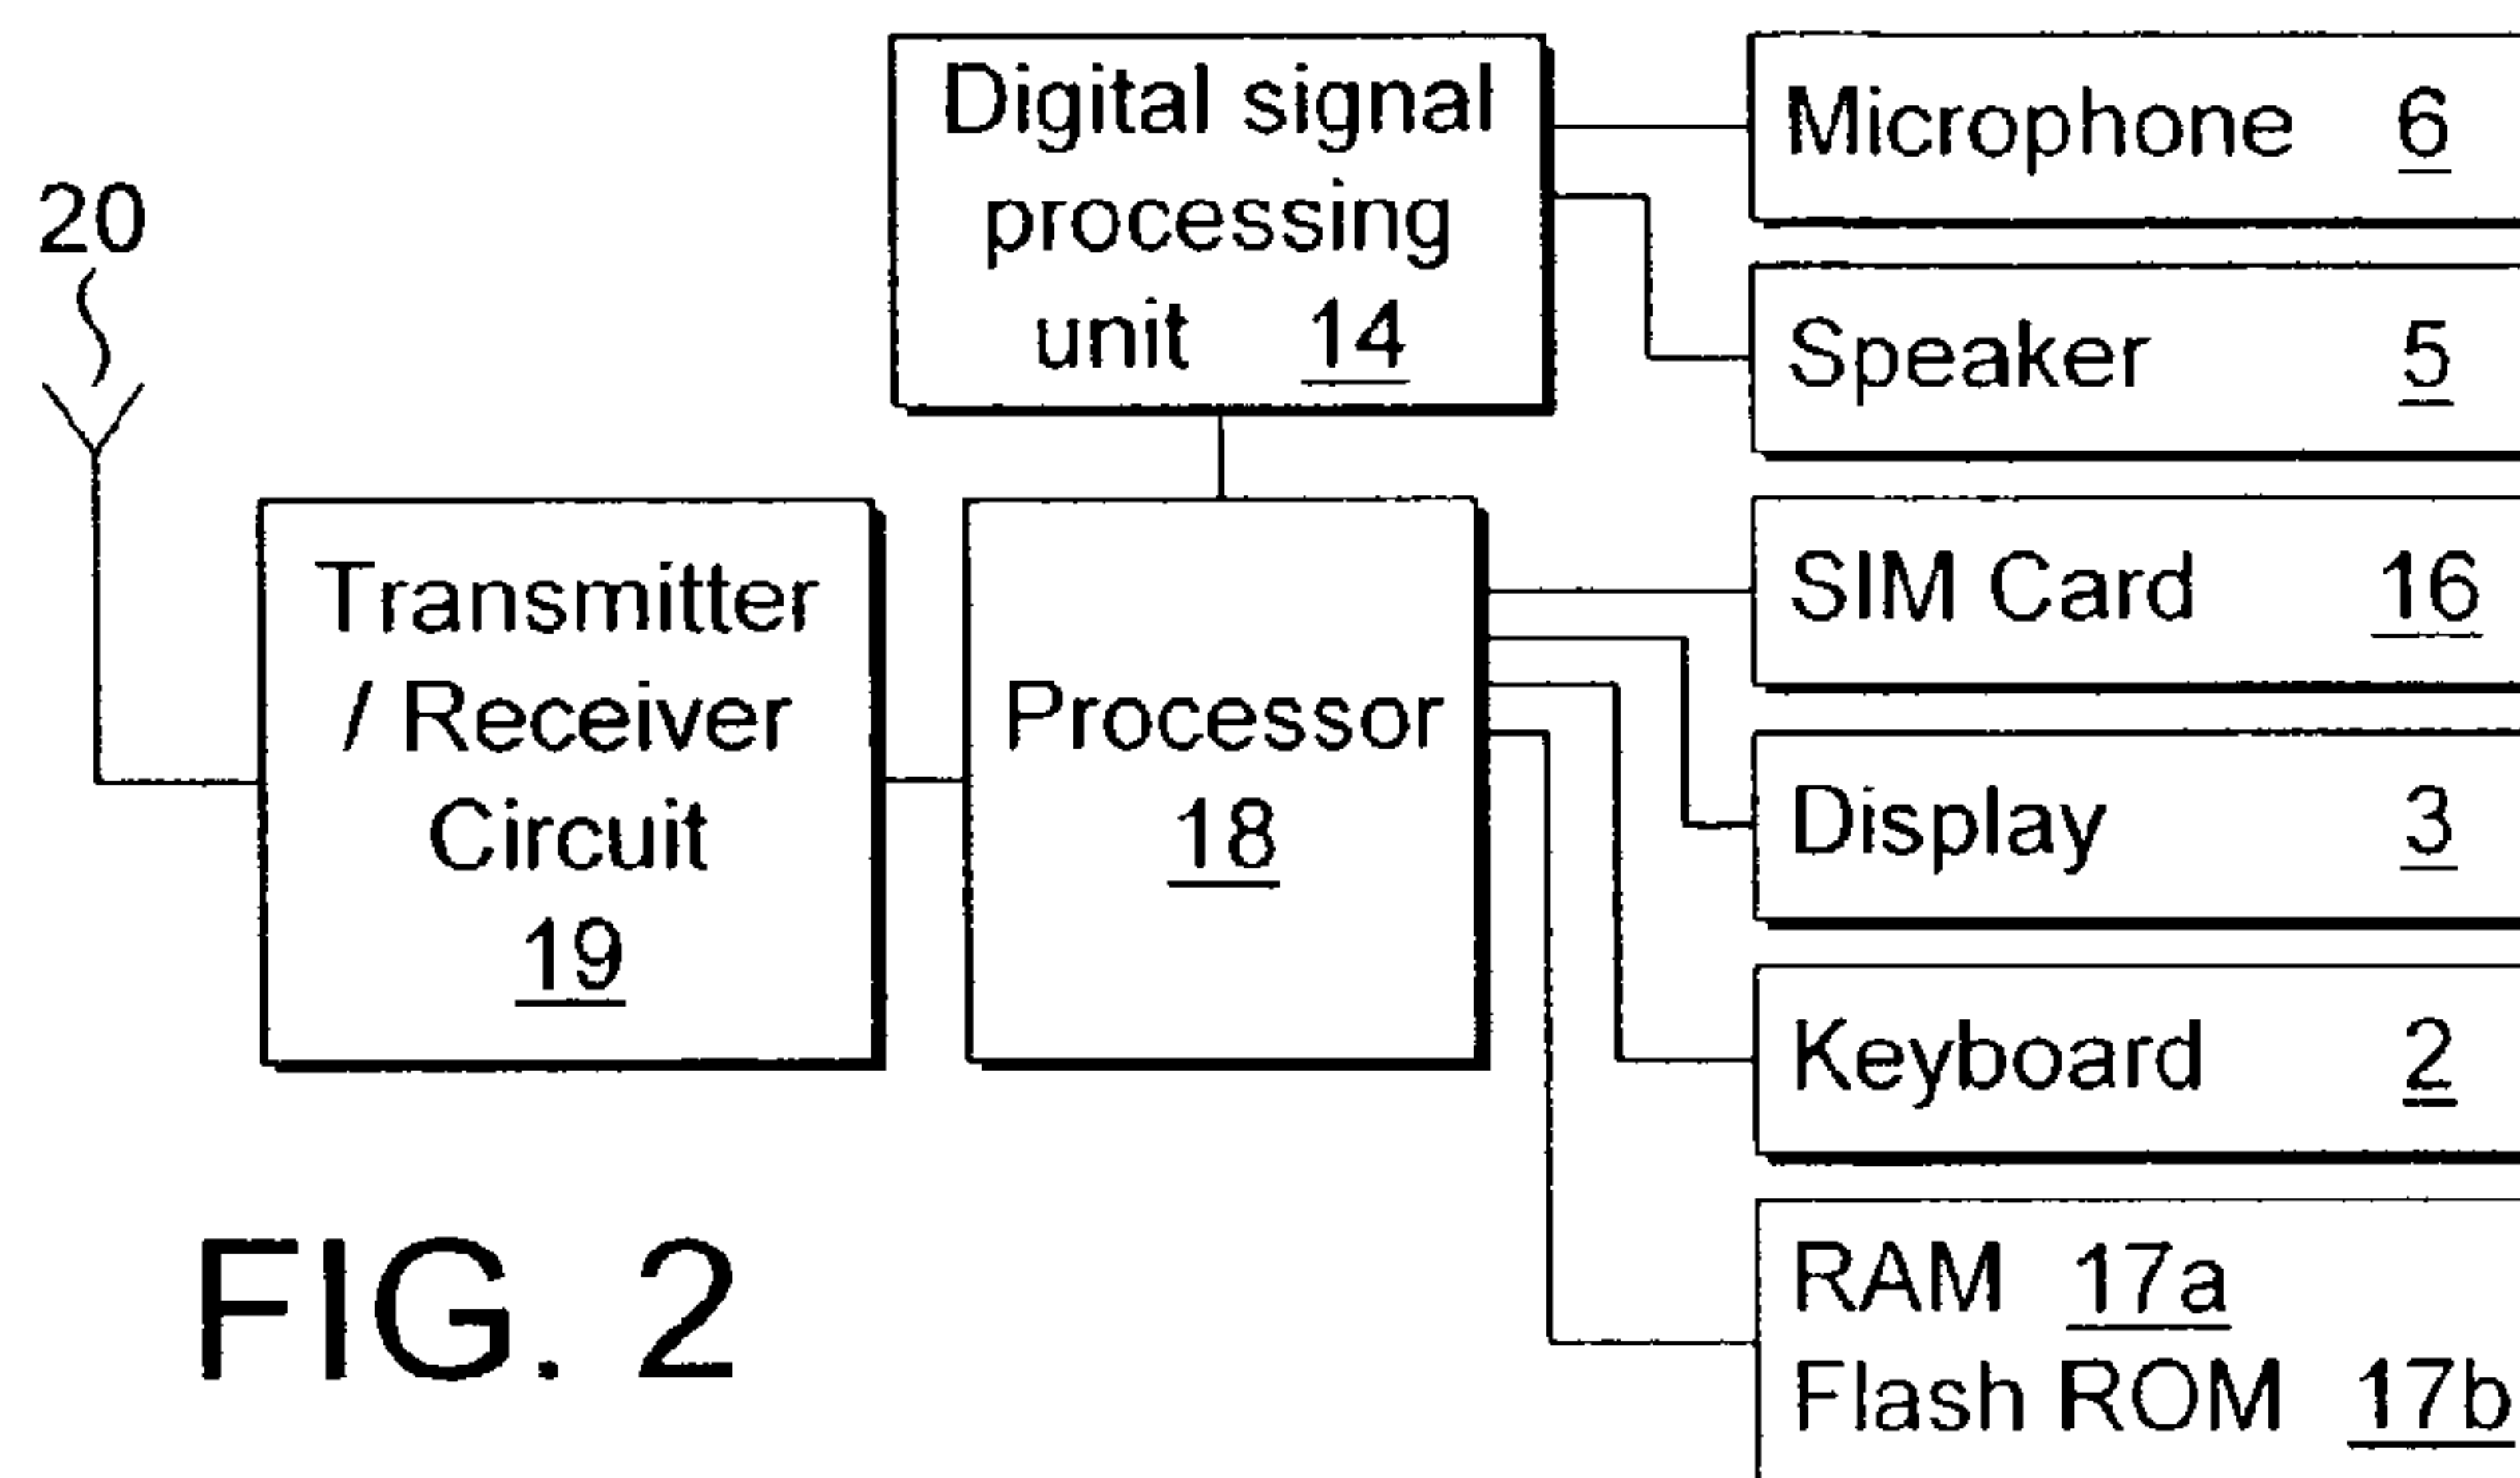 20
Digital signal
processing
unit 14
Microphone 6
Speaker 5
Transmitter
/ Receiver
Circuit
19
Processor
18
SIM Card 16
Display 3
Keyboard 2
RAM 17a
Flash ROM 17b
FIG. 2